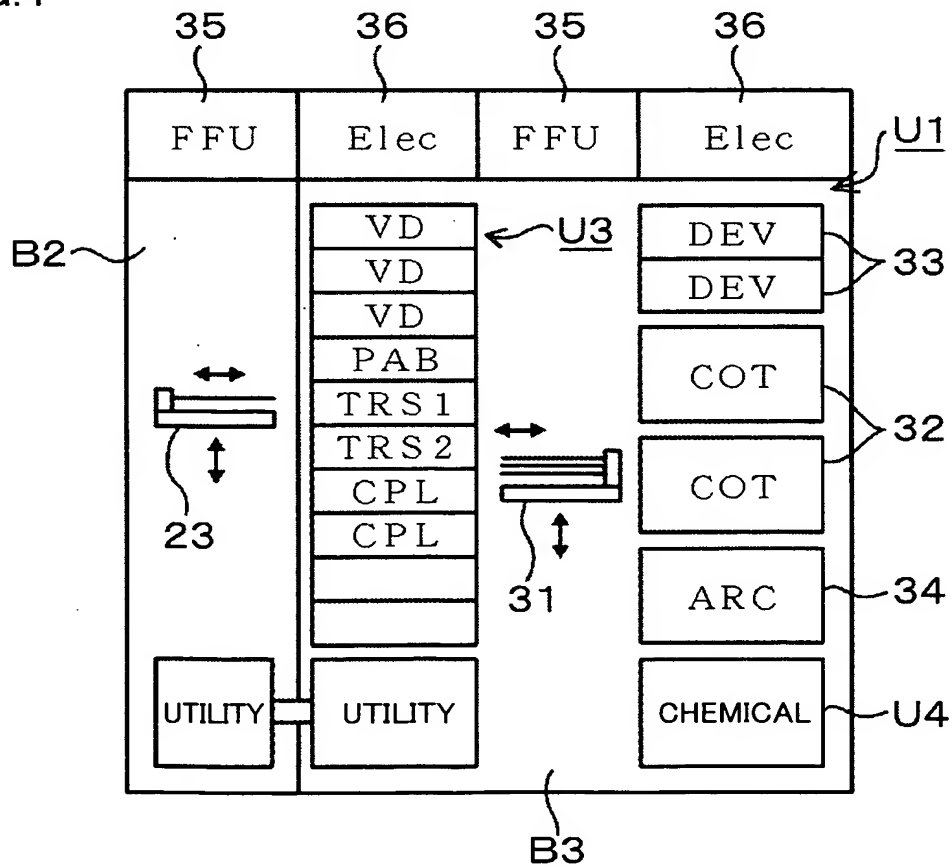 35 36 35 36
FFU Elec FFU Elec
U1
VD
U3
DEV
B2
VD
DEV
33
VD
PAB
COT
TRS1
TRS2
32
CPL
COT
23
CPL
31
ARC
34
UTILITY UTILITY CHEMICAL U4
B3